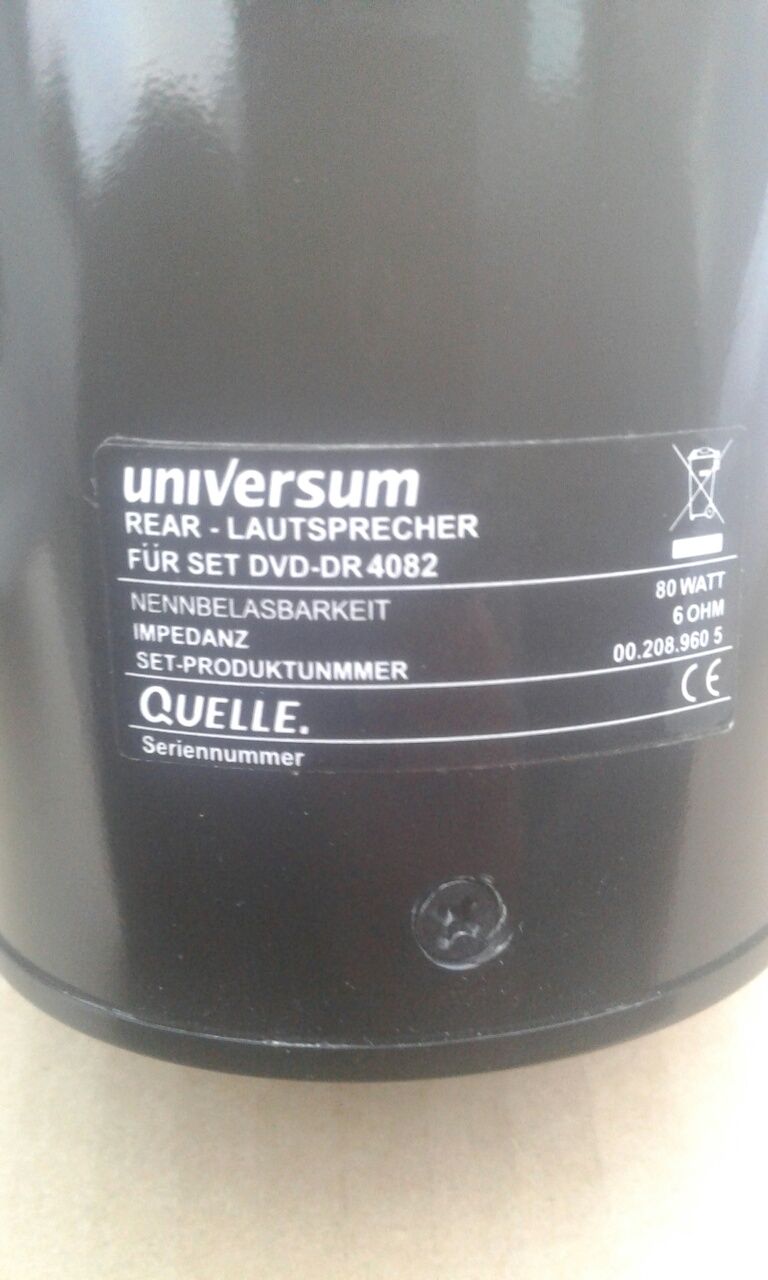 universum
REAR - LAUTSPRECHER
FÜR SET DVD-DR 4082
NENNBELASBARKEIT 80 WATT
IMPEDANZ 6 OHM
SET-PRODUKTUNMMER 00.208.960 5
QUELLE. CE
Seriennummer